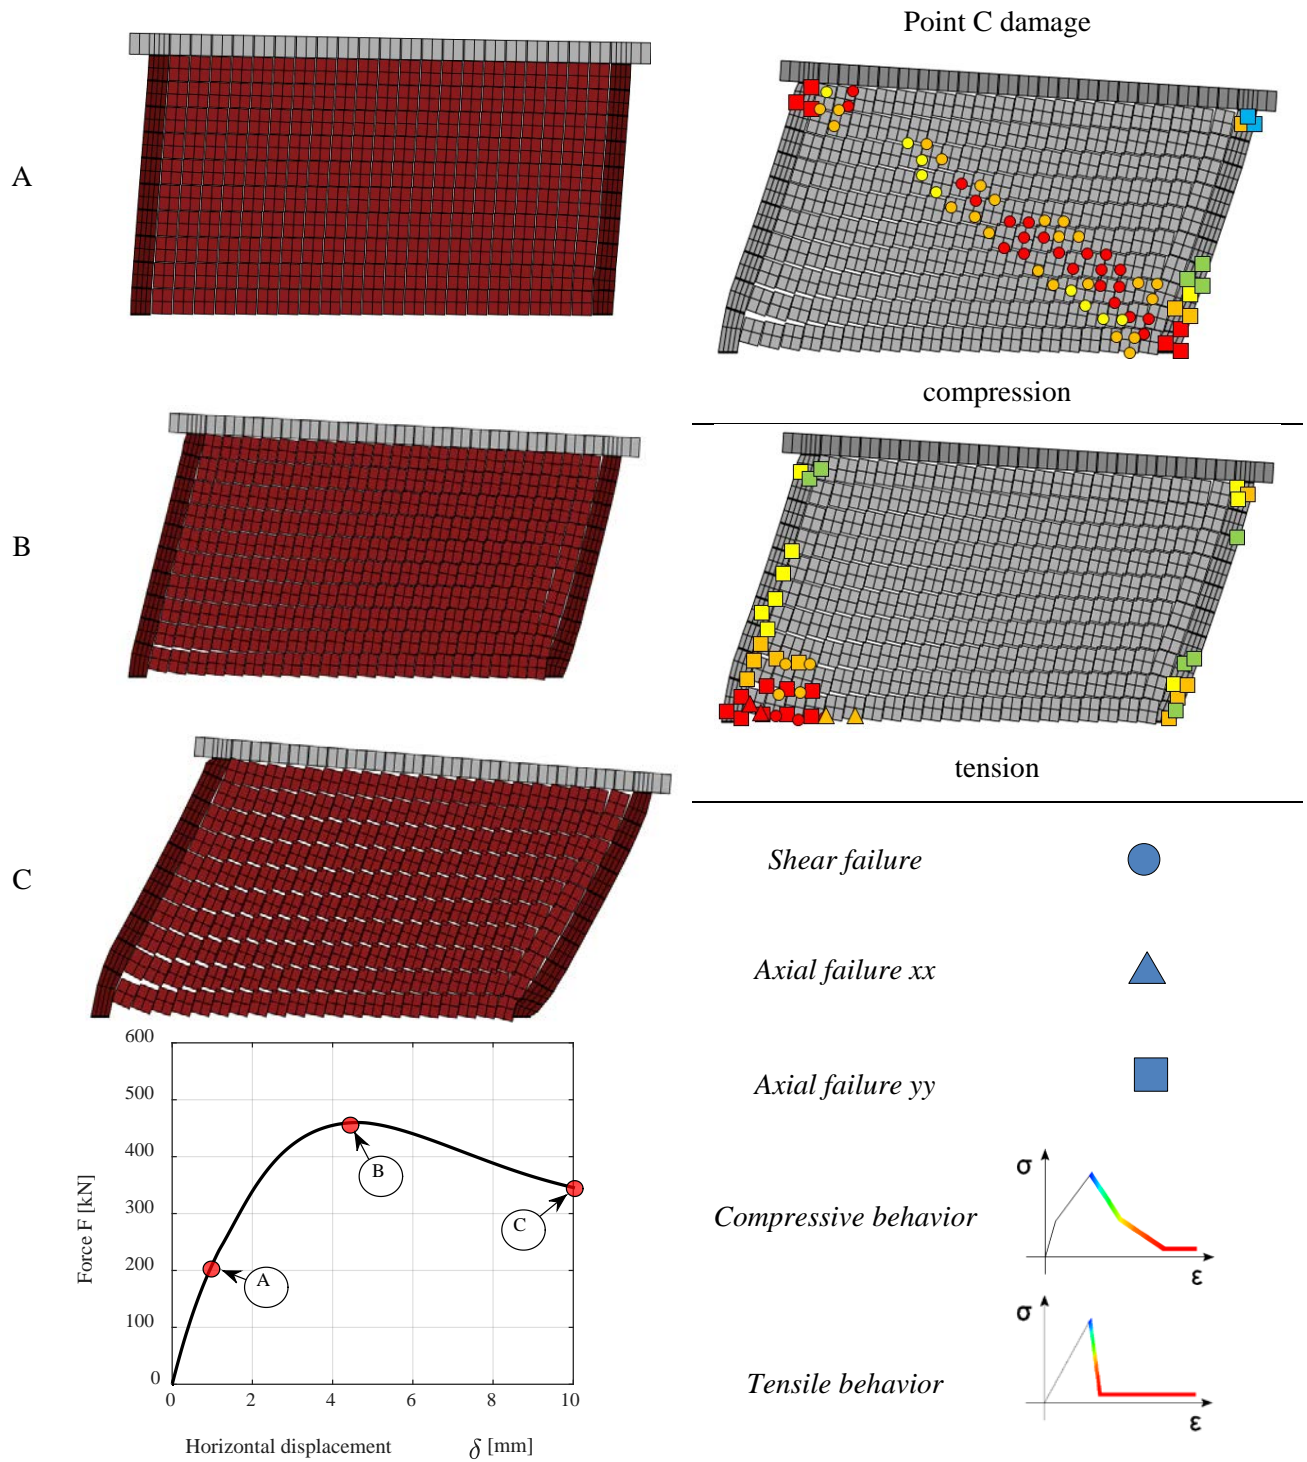 Point C damage
A
compression
B
tension
C
Shear failure
Axial failure xx
Axial failure yy
Compressive behavior
σ
ε
Tensile behavior
σ
ε
600
500
400
300
200
100
0
Force F [kN]
A
B
C
0 2 4 6 8 10
Horizontal displacement δ [mm]